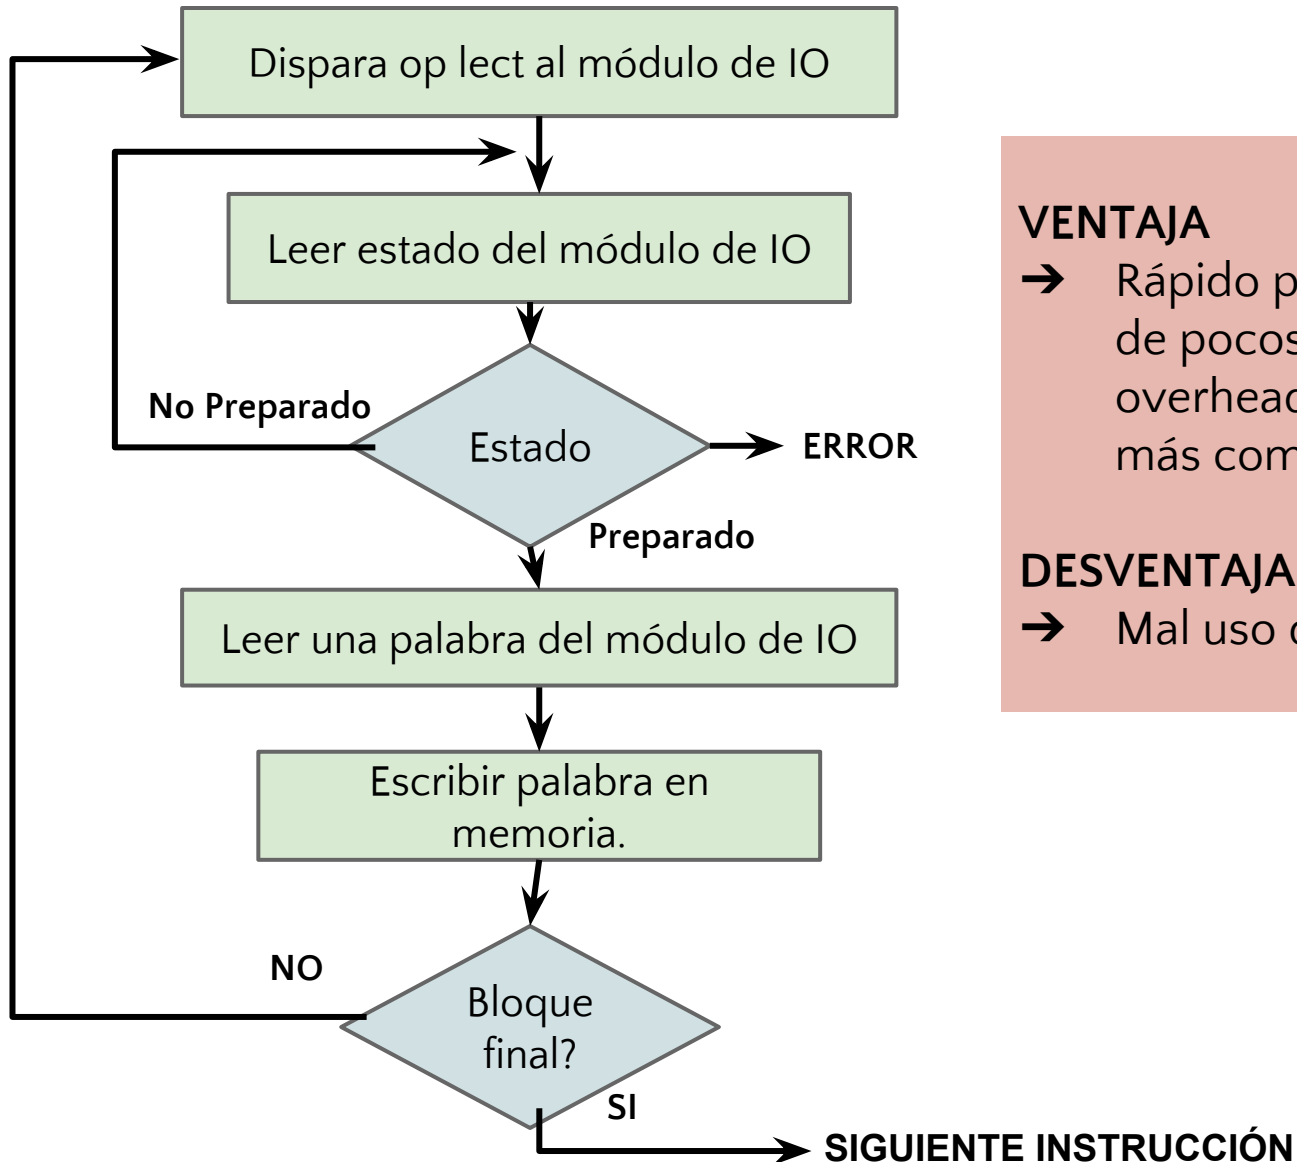 Dispara op lect al módulo de IO
Leer estado del módulo de IO
No Preparado
Estado
ERROR
Preparado
Leer una palabra del módulo de IO
Escribir palabra en
memoria.
NO
Bloque
final?
SI
SIGUIENTE INSTRUCCIÓN
VENTAJA
➔ Rápido
de pocos
más
DESVENTAJA
➔ Mal uso